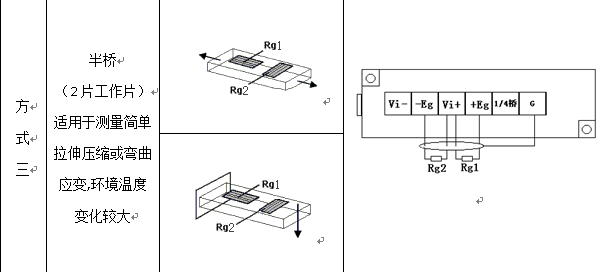 方
式
三
半桥
（2片工作片）
适用于测量简单
拉伸压缩或弯曲
应变,环境温度
变化较大
Rg1
Rg2
Rg1
Rg2
Vi- -Eg Vi+ +Eg 1/4桥 G
Rg2 Rg1